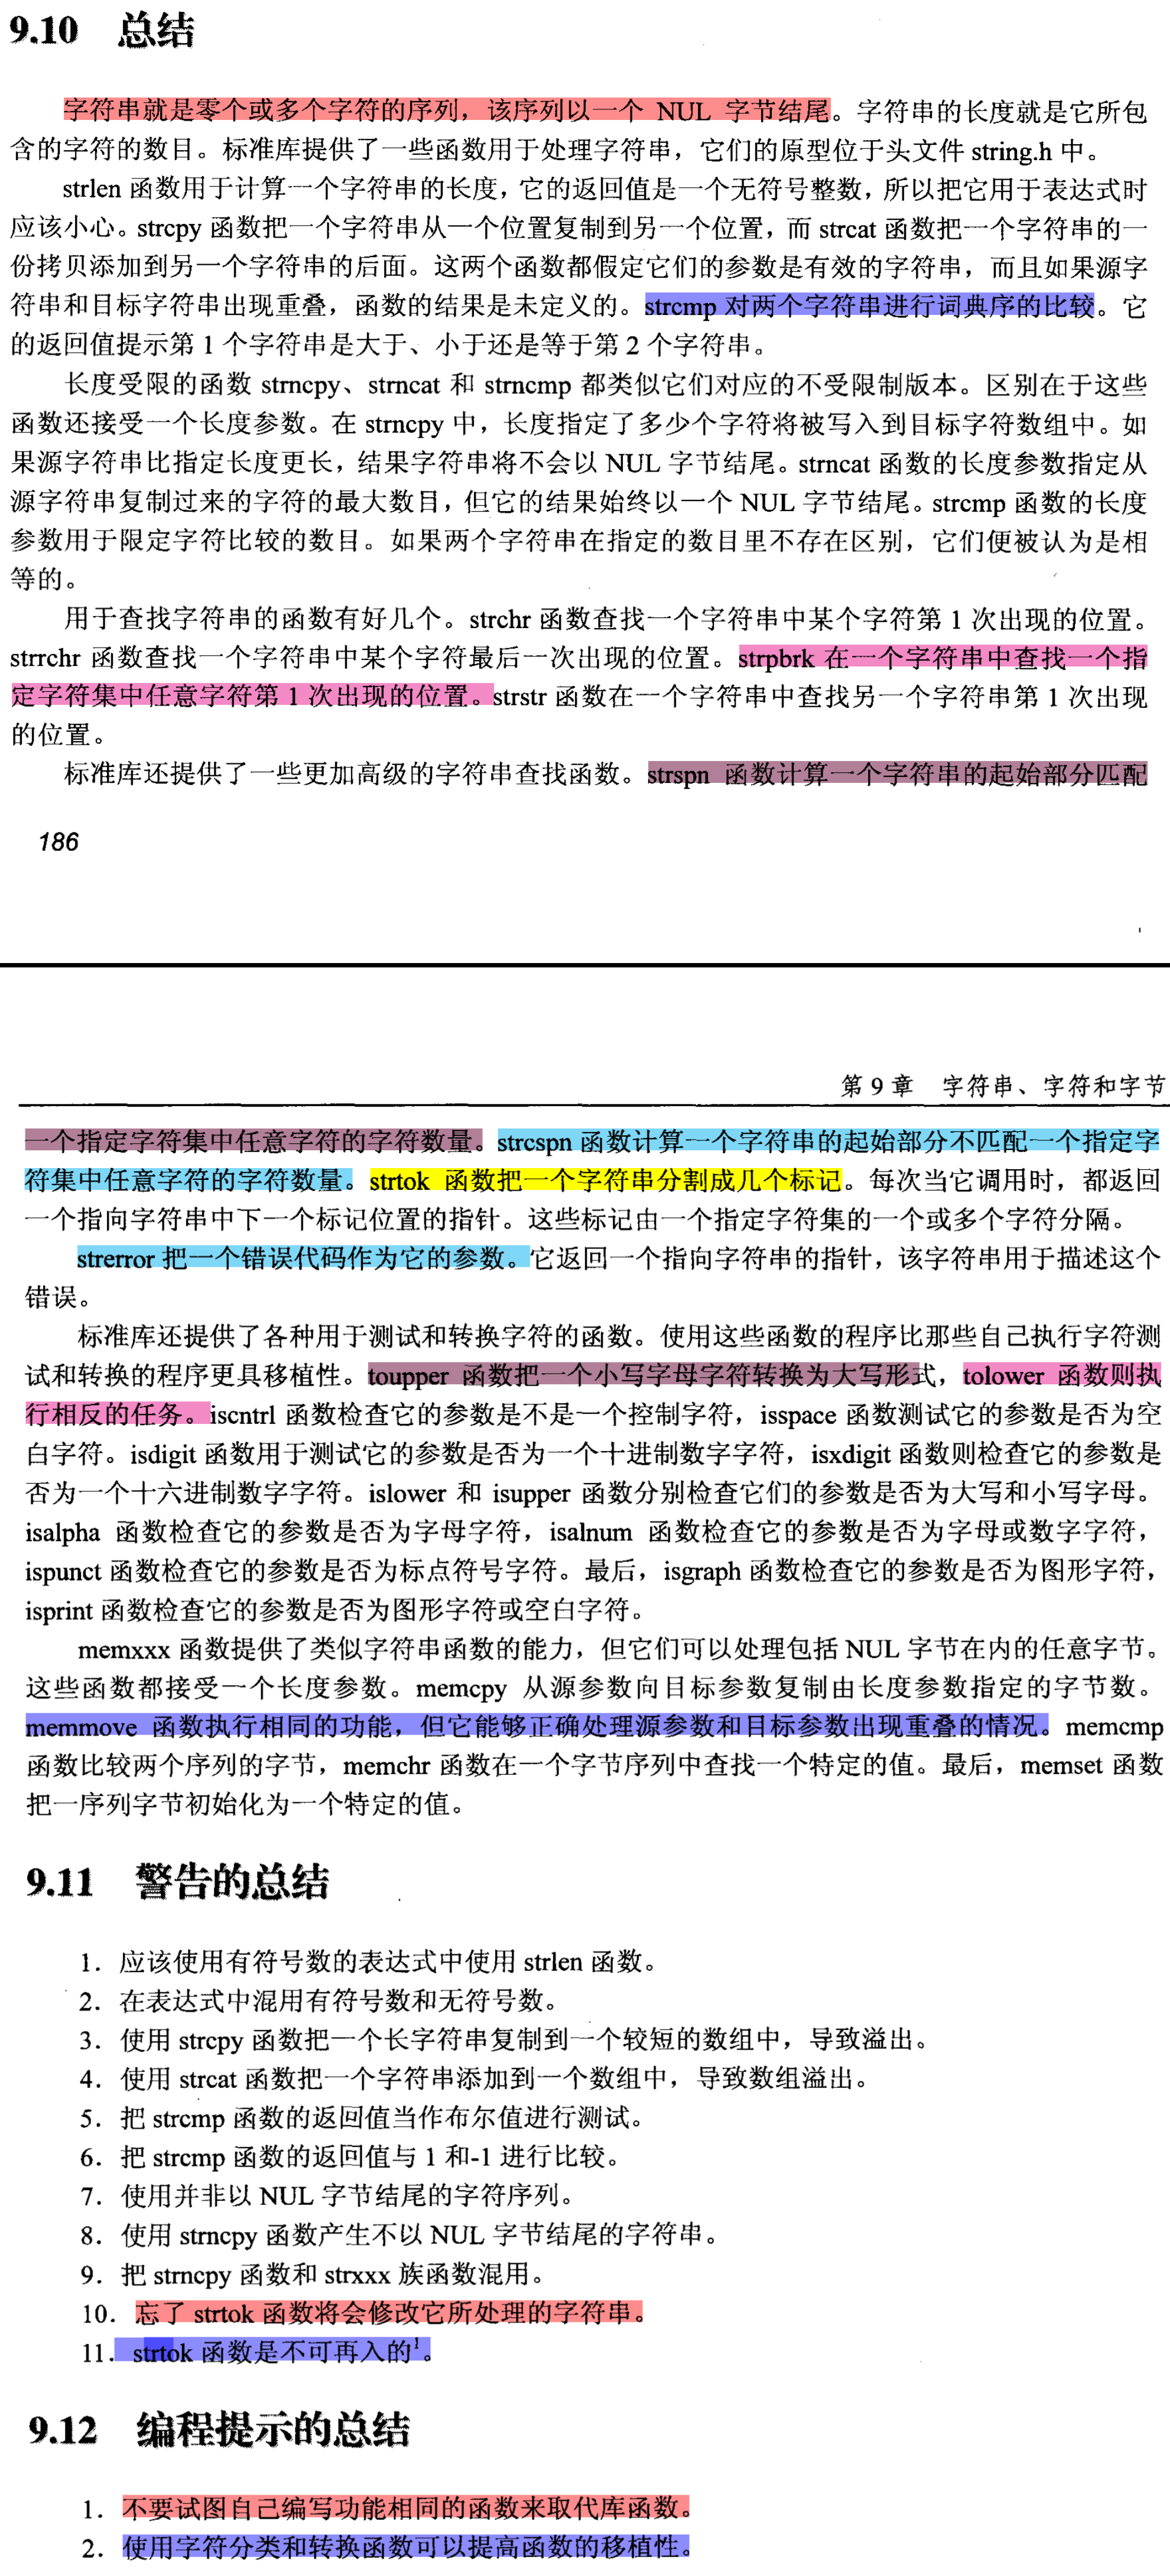 9.10 总结
字符串就是零个或多个字符的序列，该序列以一个 NUL 字节结尾。字符串的长度就是它所包
含的字符的数目。标准库提供了一些函数用于处理字符串，它们的原型位于头文件 string.h 中。
strlen 函数用于计算一个字符串的长度，它的返回值是一个无符号整数，所以把它用于表达式时
应该小心。strcpy 函数把一个字符串从一个位置复制到另一个位置，而 strcat 函数把一个字符串的一
份拷贝添加到另一个字符串的后面。这两个函数都假定它们的参数是有效的字符串，而且如果源字
符串和目标字符串出现重叠，函数的结果是未定义的。strcmp 对两个字符串进行词典序的比较。它
的返回值提示第 1 个字符串是大于、小于还是等于第 2 个字符串。
长度受限的函数 strncpy、strncat 和 strncmp 都类似它们对应的不受限制版本。区别在于这些
函数还接受一个长度参数。在 strncpy 中，长度指定了多少个字符将被写入到目标字符数组中。如
果源字符串比指定长度更长，结果字符串将不会以 NUL 字节结尾。strncat 函数的长度参数指定从
源字符串复制过来的字符的最大数目，但它的结果始终以一个 NUL 字节结尾。strcmp 函数的长度
参数用于限定字符比较的数目。如果两个字符串在指定的数目里不存在区别，它们便被认为是相
等的。
用于查找字符串的函数有好几个。strchr 函数查找一个字符串中某个字符第 1 次出现的位置。
strrchr 函数查找一个字符串中某个字符最后一次出现的位置。strpbrk 在一个字符串中查找一个指
定字符集中任意字符第 1 次出现的位置。strstr 函数在一个字符串中查找另一个字符串第 1 次出现
的位置。
标准库还提供了一些更加高级的字符串查找函数。strspn 函数计算一个字符串的起始部分匹配
186
第 9 章 字符串、字符和字节
一个指定字符集中任意字符的字符数量。strcspn 函数计算一个字符串的起始部分不匹配一个指定字
符集中任意字符的字符数量。strtok 函数把一个字符串分割成几个标记。每次当它调用时，都返回
一个指向字符串中下一个标记位置的指针。这些标记由一个指定字符集的一个或多个字符分隔。
strerror 把一个错误代码作为它的参数。它返回一个指向字符串的指针，该字符串用于描述这个
错误。
标准库还提供了各种用于测试和转换字符的函数。使用这些函数的程序比那些自己执行字符测
试和转换的程序更具移植性。toupper 函数把一个小写字母字符转换为大写形式，tolower 函数则执
行相反的任务。iscntrl 函数检查它的参数是不是一个控制字符，isspace 函数测试它的参数是否为空
白字符。isdigit 函数用于测试它的参数是否为一个十进制数字字符，isxdigit 函数则检查它的参数是
否为一个十六进制数字字符。islower 和 isupper 函数分别检查它们的参数是否为大写和小写字母。
isalpha 函数检查它的参数是否为字母字符，isalnum 函数检查它的参数是否为字母或数字字符，
ispunct 函数检查它的参数是否为标点符号字符。最后，isgraph 函数检查它的参数是否为图形字符，
isprint 函数检查它的参数是否为图形字符或空白字符。
memxxx 函数提供了类似字符串函数的能力，但它们可以处理包括 NUL 字节在内的任意字节。
这些函数都接受一个长度参数。memcpy 从源参数向目标参数复制由长度参数指定的字节数。
memmove 函数执行相同的功能，但它能够正确处理源参数和目标参数出现重叠的情况。memcmp
函数比较两个序列的字节，memchr 函数在一个字节序列中查找一个特定的值。最后，memset 函数
把一序列字节初始化为一个特定的值。
9.11 警告的总结
1．应该使用有符号数的表达式中使用 strlen 函数。
2．在表达式中混用有符号数和无符号数。
3．使用 strcpy 函数把一个长字符串复制到一个较短的数组中，导致溢出。
4．使用 strcat 函数把一个字符串添加到一个数组中，导致数组溢出。
5．把 strcmp 函数的返回值当作布尔值进行测试。
6．把 strcmp 函数的返回值与 1 和-1 进行比较。
7．使用并非以 NUL 字节结尾的字符序列。
8．使用 strncpy 函数产生不以 NUL 字节结尾的字符串。
9．把 strncpy 函数和 strxxx 族函数混用。
10．忘了 strtok 函数将会修改它所处理的字符串。
11．strtok 函数是不可再入的¹。
9.12 编程提示的总结
1．不要试图自己编写功能相同的函数来取代库函数。
2．使用字符分类和转换函数可以提高函数的移植性。